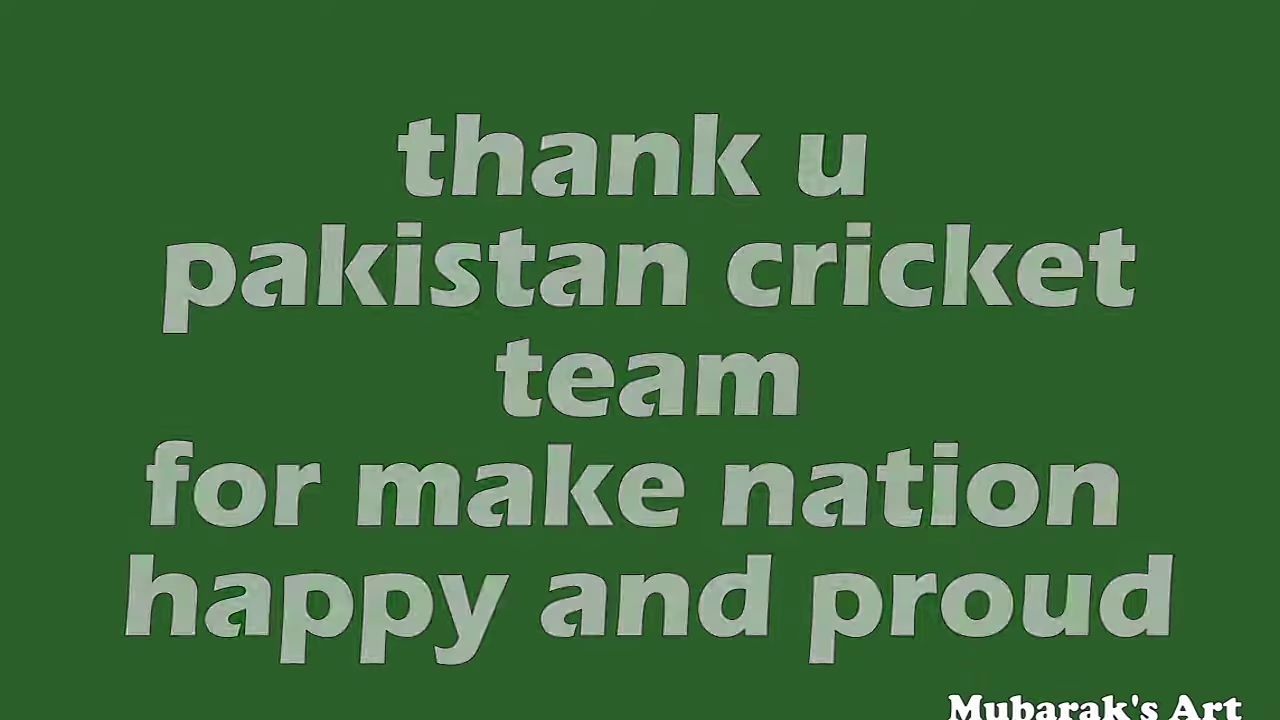 thank u
pakistan cricket
team
for make nation
happy and proud
Mubarak's Art